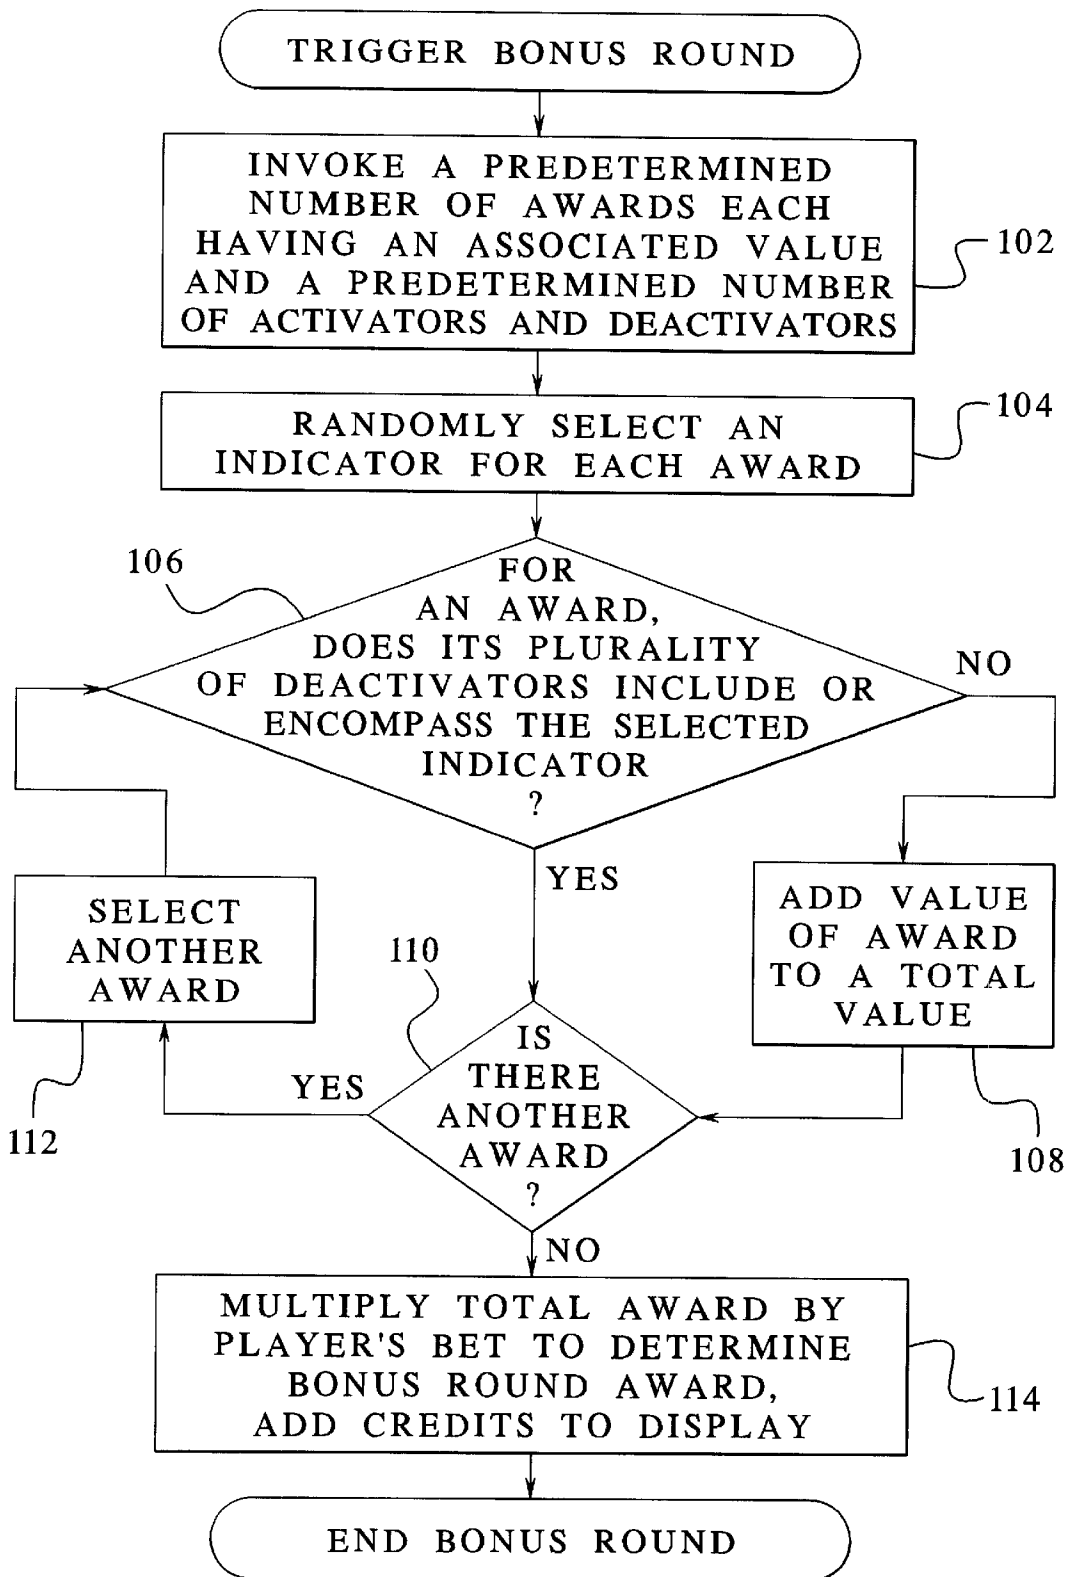 TRIGGER BONUS ROUND
INVOKE A PREDETERMINED
NUMBER OF AWARDS EACH
HAVING AN ASSOCIATED VALUE
AND A PREDETERMINED NUMBER
OF ACTIVATORS AND DEACTIVATORS
102
RANDOMLY SELECT AN
INDICATOR FOR EACH AWARD
104
106
FOR
AN AWARD,
DOES ITS PLURALITY
OF DEACTIVATORS INCLUDE OR
ENCOMPASS THE SELECTED
INDICATOR
?
NO
YES
ADD VALUE
OF AWARD
TO A TOTAL
VALUE
108
SELECT
ANOTHER
AWARD
112
110
IS
THERE
ANOTHER
AWARD
?
YES
NO
MULTIPLY TOTAL AWARD BY
PLAYER'S BET TO DETERMINE
BONUS ROUND AWARD,
ADD CREDITS TO DISPLAY
114
END BONUS ROUND